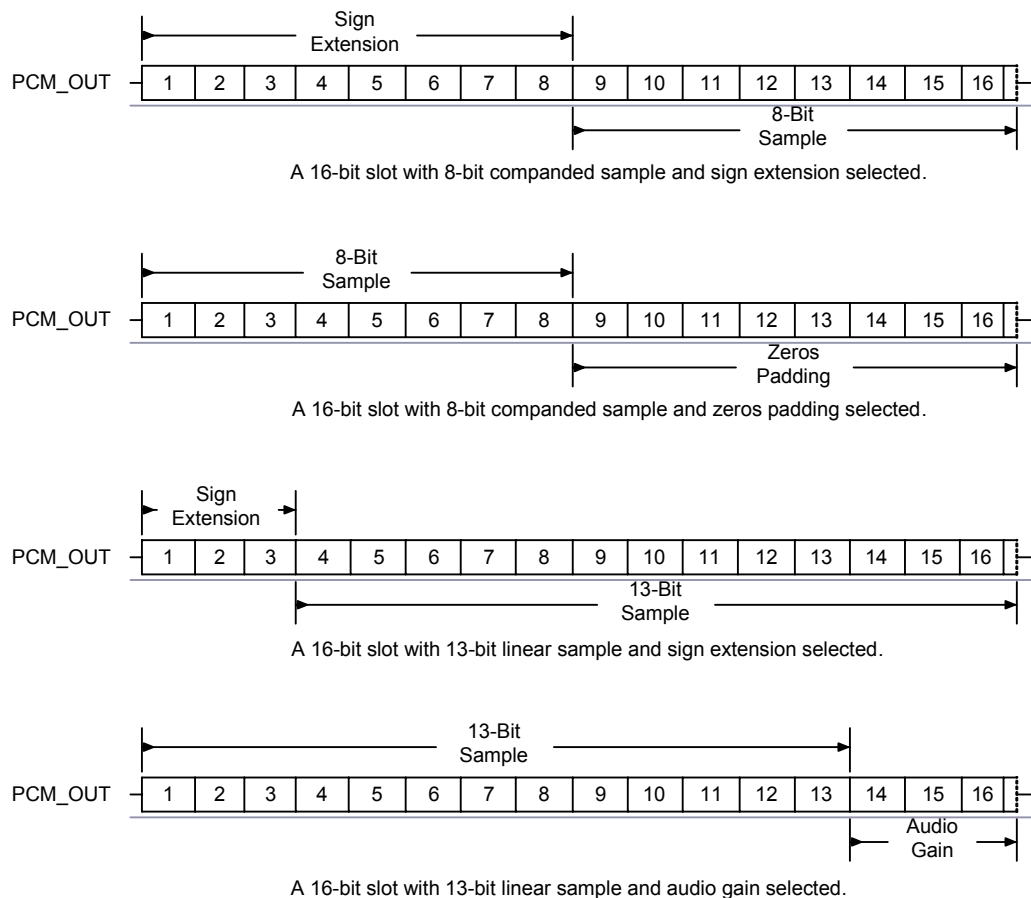 Sign
Extension
PCM_OUT 1 2 3 4 5 6 7 8 9 10 11 12 13 14 15 16
8-Bit
Sample
A 16-bit slot with 8-bit companded sample and sign extension selected.
8-Bit
Sample
PCM_OUT 1 2 3 4 5 6 7 8 9 10 11 12 13 14 15 16
Zeros
Padding
A 16-bit slot with 8-bit companded sample and zeros padding selected.
Sign
Extension
PCM_OUT 1 2 3 4 5 6 7 8 9 10 11 12 13 14 15 16
13-Bit
Sample
A 16-bit slot with 13-bit linear sample and sign extension selected.
13-Bit
Sample
PCM_OUT 1 2 3 4 5 6 7 8 9 10 11 12 13 14 15 16
Audio
Gain
A 16-bit slot with 13-bit linear sample and audio gain selected.